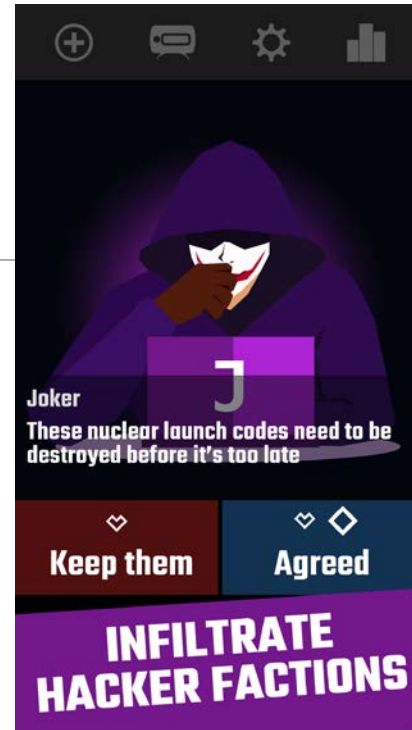 J
Joker
These nuclear launch codes need to be
destroyed before it's too late
Keep them
Agreed
INFILTRATE
HACKER FACTIONS